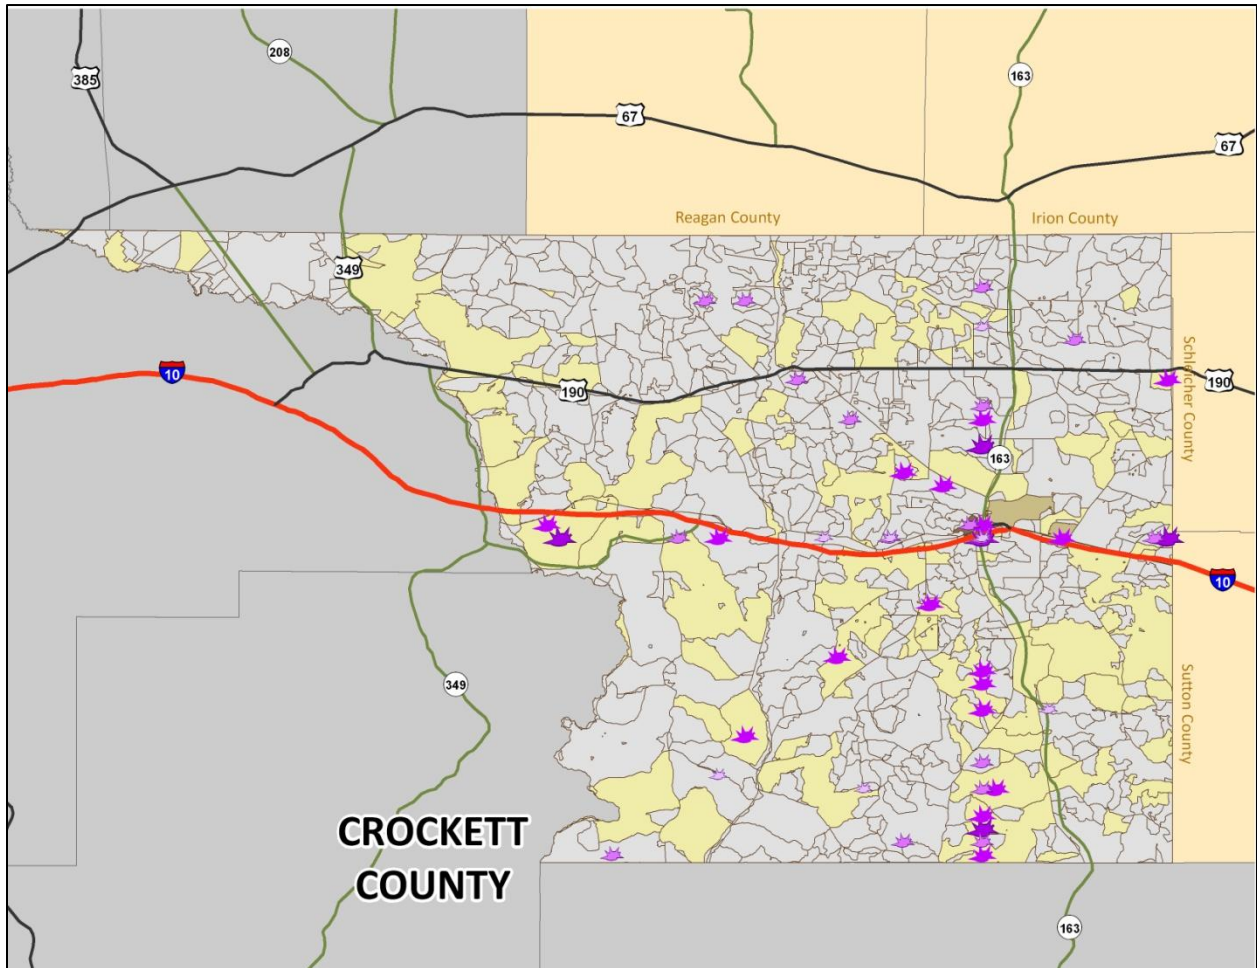 208
163
385
67
67
Reagan County
Irion County
349
Schleicher County
10
190
190
163
10
Sutton County
349
CROCKETT
COUNTY
163